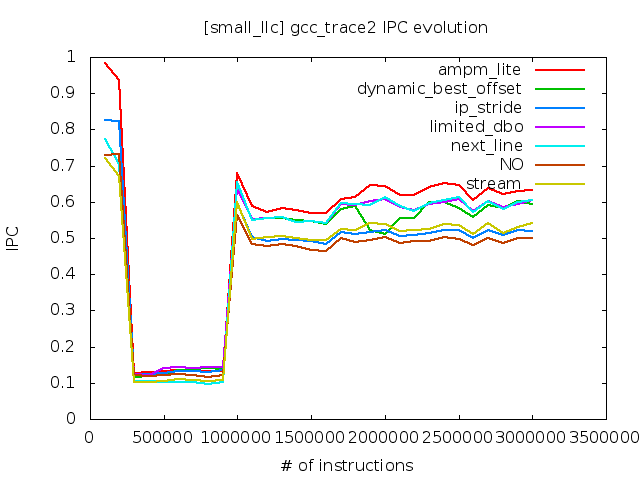 [small_llc] gcc_trace2 IPC evolution
1
0.9
0.8
0.7
0.6
0.5
0.4
0.3
0.2
0.1
0
IPC
ampm_lite
dynamic_best_offset
ip_stride
limited_dbo
next_line
NO
stream
0 500000 1000000 1500000 2000000 2500000 3000000 3500000
# of instructions